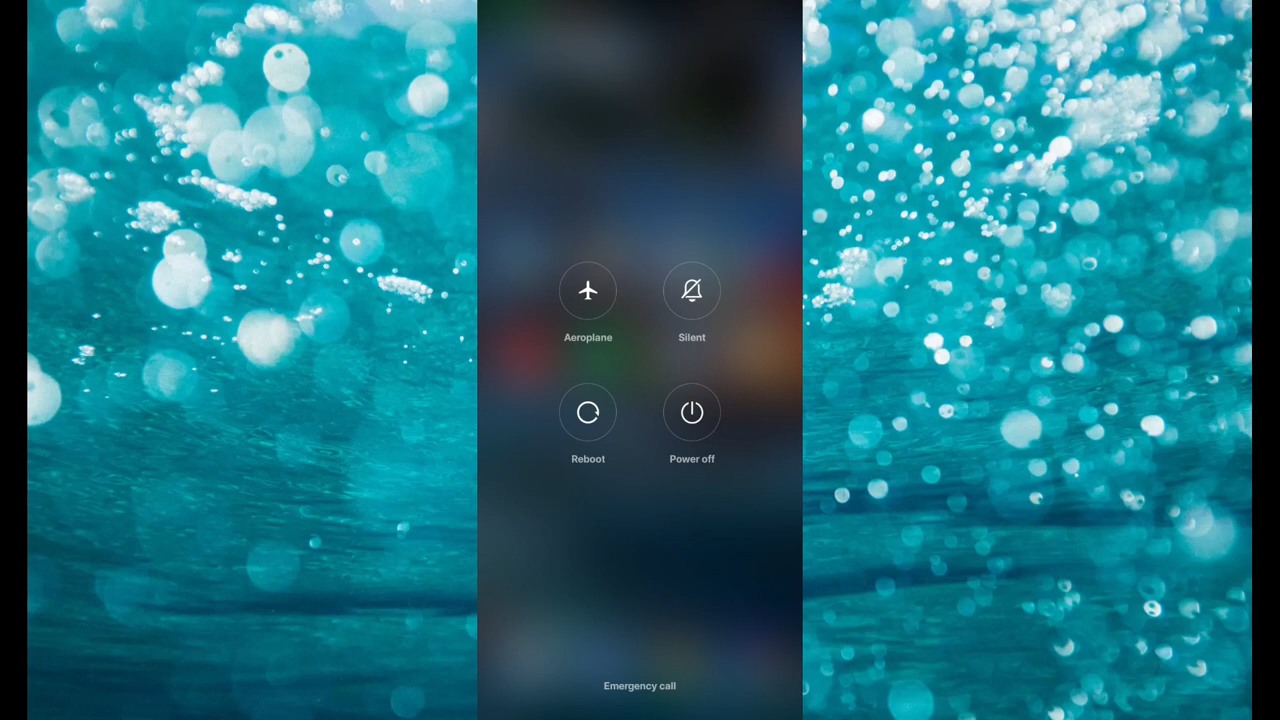 Aeroplane
Silent
Reboot
Power off
Emergency call